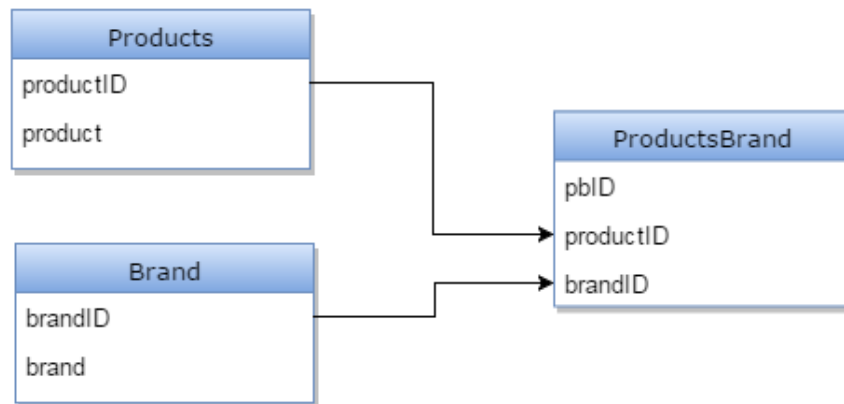 Products
productID
product
Brand
brandID
brand
ProductsBrand
pbID
productID
brandID